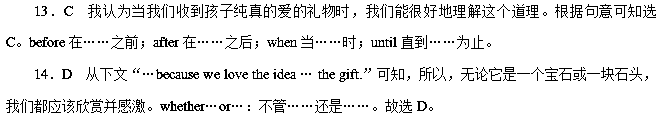 13．C　我认为当我们收到孩子纯真的爱的礼物时，我们能很好地理解这个道理。根据句意可知选
C。before 在……之前；after 在……之后；when 当……时；until 直到……为止。
14．D　从下文“…because we love the idea … the gift.”可知，所以，无论它是一个宝石或一块石头，
我们都应该欣赏并感激。whether…or…：不管……还是……。故选 D。